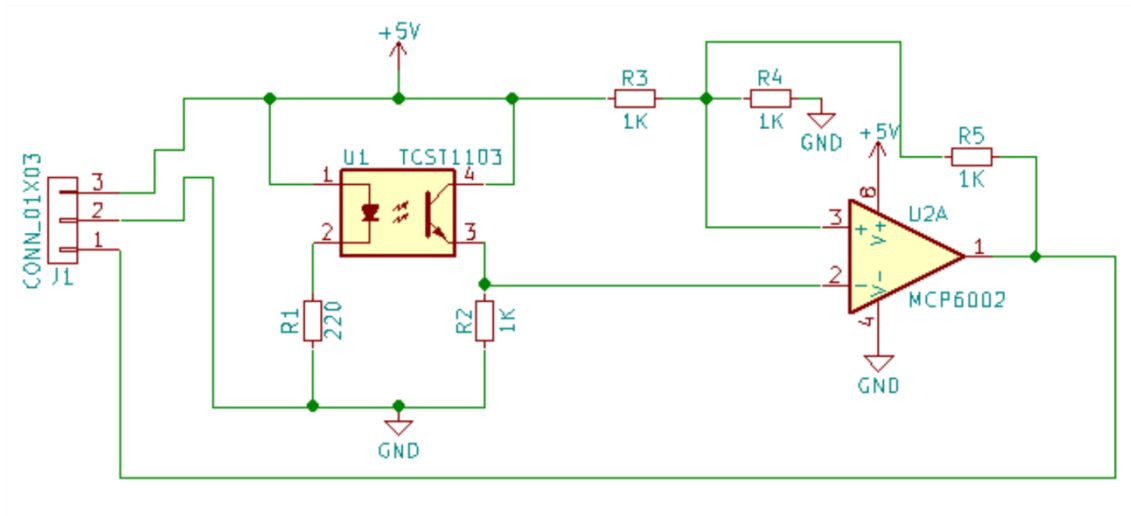 +5V
R3
1K
R4
1K
GND
+5V
R5
1K
U1
TCST1103
1
2
4
3
CONN_01X03
3
2
1
J1
R1
220
R2
1K
GND
U2A
MCP6002
3
2
1
8
4
+
-
V+
V-
GND